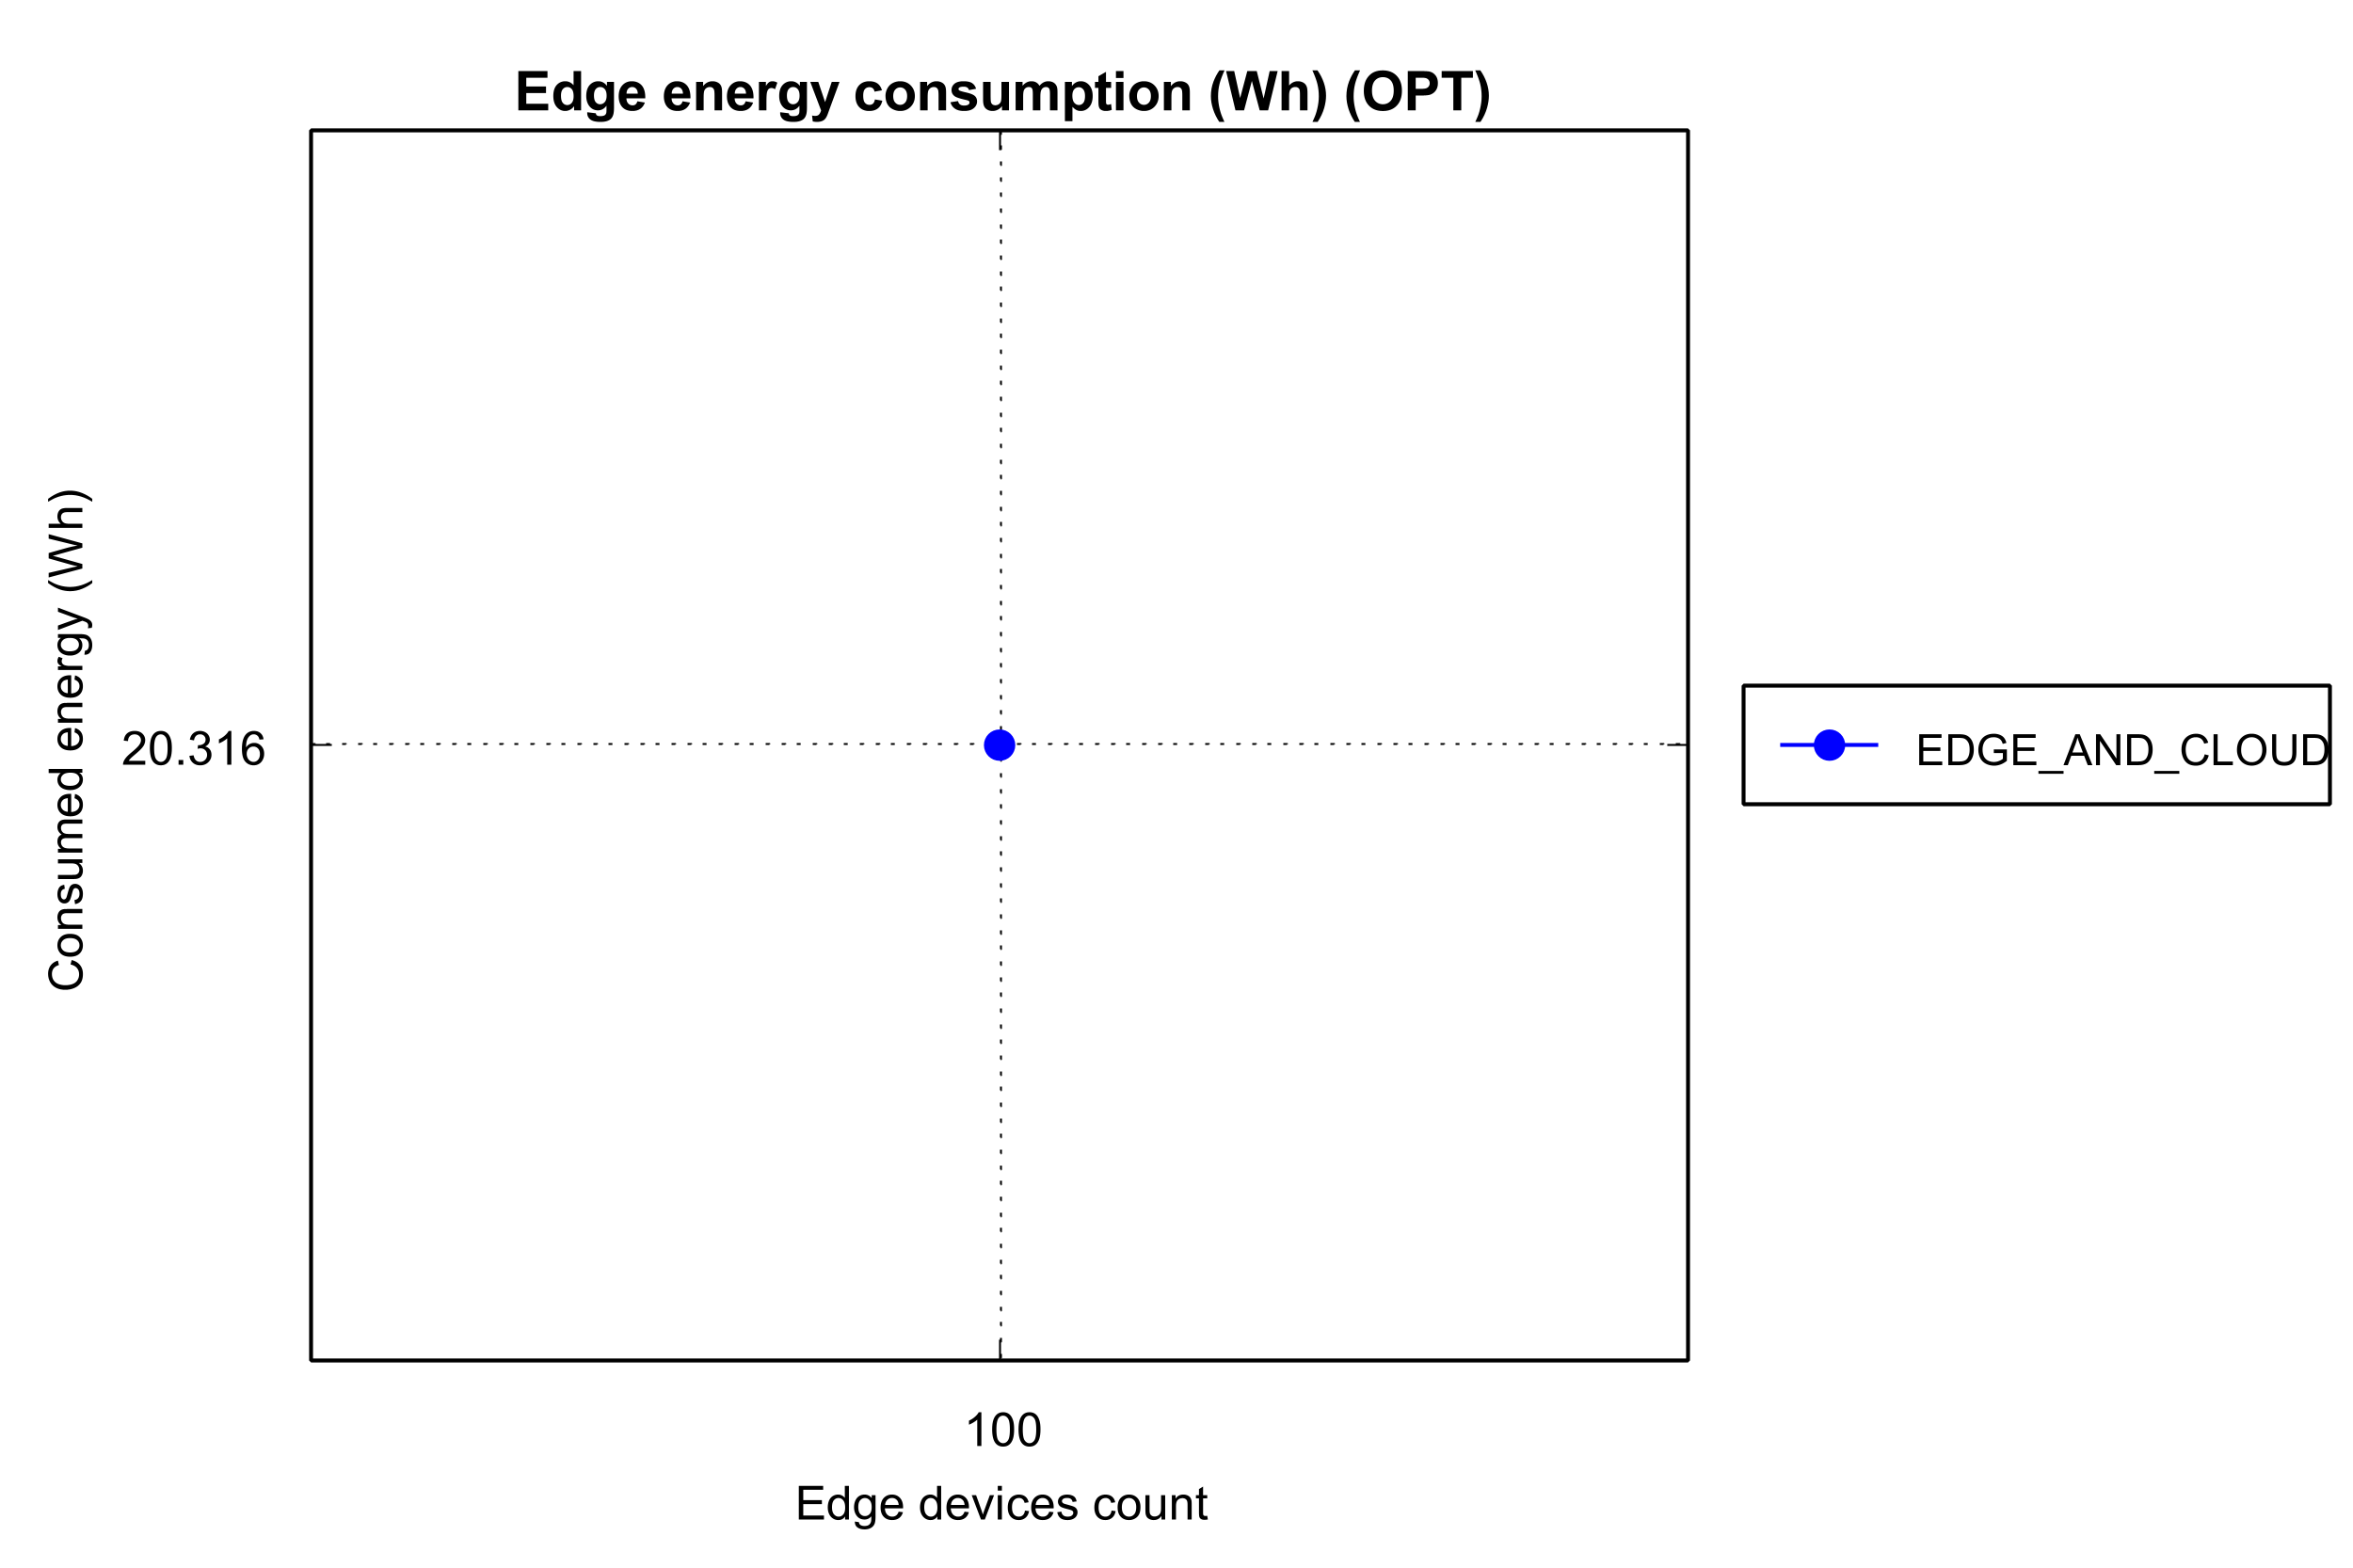 Edge energy consumption (Wh) (OPT)
Consumed energy (Wh)
20.316
EDGE_AND_CLOUD
100
Edge devices count